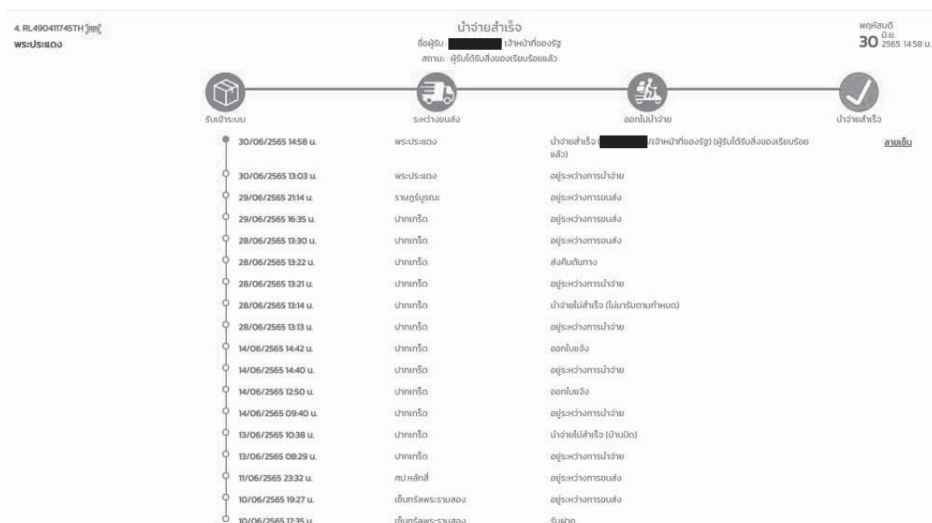 4. RL490411745TH
พระประแดง
นำจ่ายสำเร็จ
ชื่อผู้รับ : เจ้าหน้าที่ของรัฐ
สถานะ : ผู้รับได้รับสิ่งของเรียบร้อยแล้ว
พฤหัสบดี
30 มิ.ย. 2565 14:58 น.
รับเข้าระบบ
ระหว่างขนส่ง
ออกไปนำจ่าย
นำจ่ายสำเร็จ
30/06/2565 14:58 น. พระประแดง นำจ่ายสำเร็จ ( /เจ้าหน้าที่ของรัฐ) (ผู้รับได้รับสิ่งของเรียบร้อย ลายเซ็น
แล้ว)
30/06/2565 13:03 น. พระประแดง อยู่ระหว่างการนำจ่าย
29/06/2565 21:14 น. ราษฎร์บูรณะ อยู่ระหว่างการขนส่ง
29/06/2565 16:35 น. ปากเกร็ด อยู่ระหว่างการขนส่ง
28/06/2565 13:30 น. ปากเกร็ด อยู่ระหว่างการขนส่ง
28/06/2565 13:22 น. ปากเกร็ด ส่งคืนต้นทาง
28/06/2565 13:21 น. ปากเกร็ด อยู่ระหว่างการนำจ่าย
28/06/2565 13:14 น. ปากเกร็ด นำจ่ายไม่สำเร็จ (ไม่มารับตามกำหนด)
28/06/2565 13:13 น. ปากเกร็ด อยู่ระหว่างการนำจ่าย
14/06/2565 14:42 น. ปากเกร็ด ออกใบแจ้ง
14/06/2565 14:40 น. ปากเกร็ด อยู่ระหว่างการนำจ่าย
14/06/2565 12:50 น. ปากเกร็ด ออกใบแจ้ง
14/06/2565 09:40 น. ปากเกร็ด อยู่ระหว่างการนำจ่าย
13/06/2565 10:38 น. ปากเกร็ด นำจ่ายไม่สำเร็จ (บ้านปิด)
13/06/2565 08:29 น. ปากเกร็ด อยู่ระหว่างการนำจ่าย
11/06/2565 23:32 น. ศป.หลักสี่ อยู่ระหว่างการขนส่ง
10/06/2565 19:27 น. เซ็นทรัลพระรามสอง อยู่ระหว่างการขนส่ง
10/06/2565 12:35 น. เซ็นทรัลพระรามสอง รับฝาก